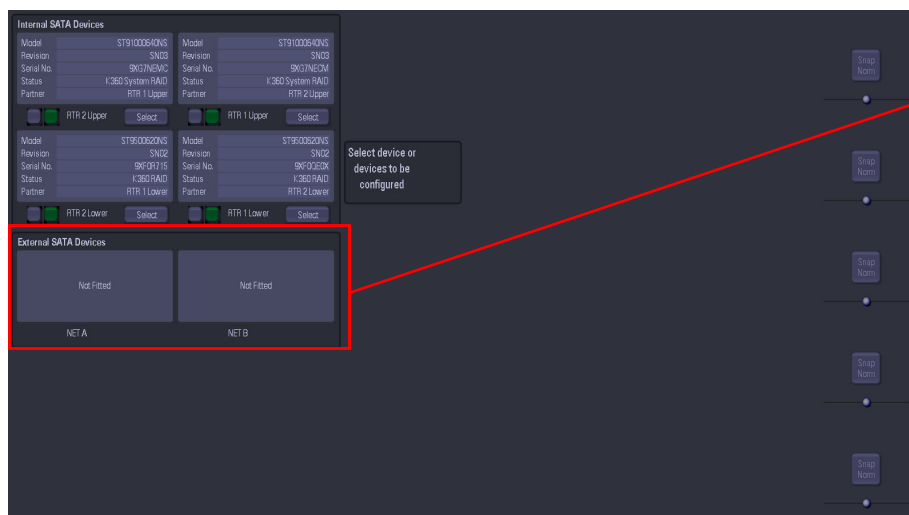 Internal SATA Devices
Model ST91000640NS Model ST91000640NS
Revision SN03 Revision SN03
Serial No. 9XG7NEMC Serial No. 9XG7NECM
Status K360 System RAID Status K360 System RAID
Partner RTR 1 Upper Partner RTR 2 Upper
RTR 2 Upper Select RTR 1 Upper Select
Model ST9500620NS Model ST9500620NS
Revision SN02 Revision SN02
Serial No. 9XF0R715 Serial No. 9XF0QE0X
Status K360 RAID Status K360 RAID
Partner RTR 1 Lower Partner RTR 2 Lower
RTR 2 Lower Select RTR 1 Lower Select
Select device or
devices to be
configured
External SATA Devices
Not Fitted Not Fitted
NET A NET B
Snap
Norm
Snap
Norm
Snap
Norm
Snap
Norm
Snap
Norm